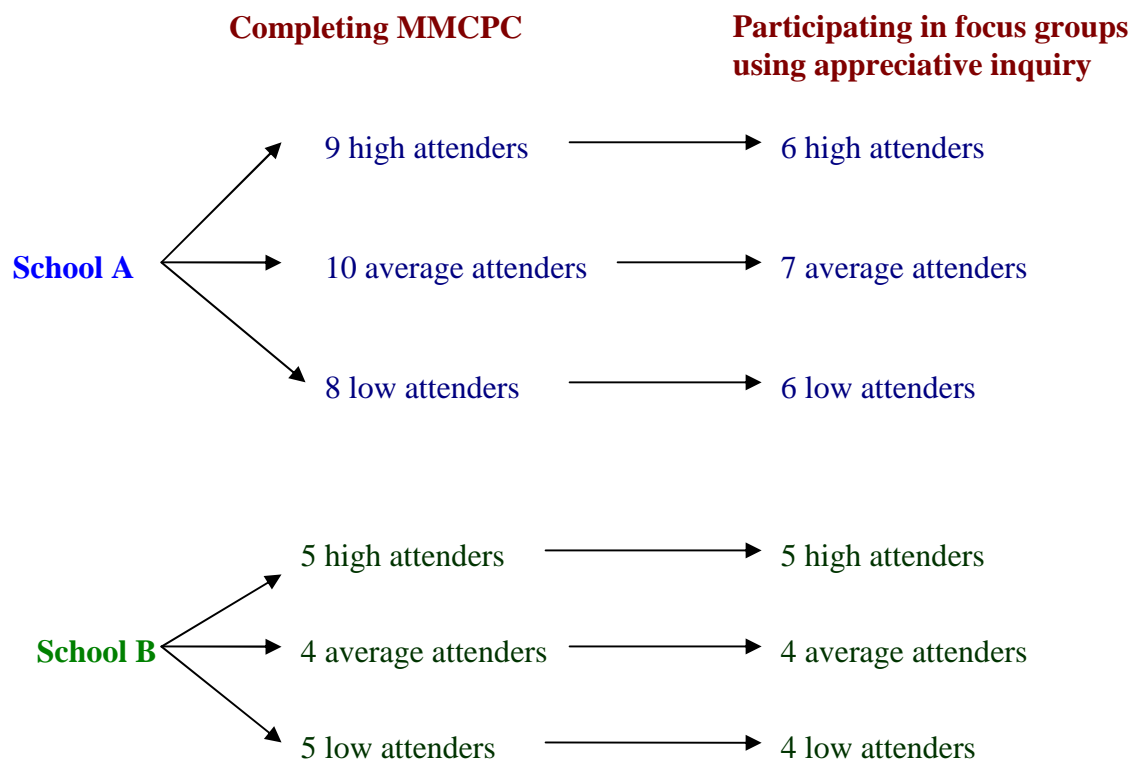 Completing MMCPC
Participating in focus groups
using appreciative inquiry
9 high attenders
6 high attenders
School A
10 average attenders
7 average attenders
8 low attenders
6 low attenders
5 high attenders
5 high attenders
School B
4 average attenders
4 average attenders
5 low attenders
4 low attenders